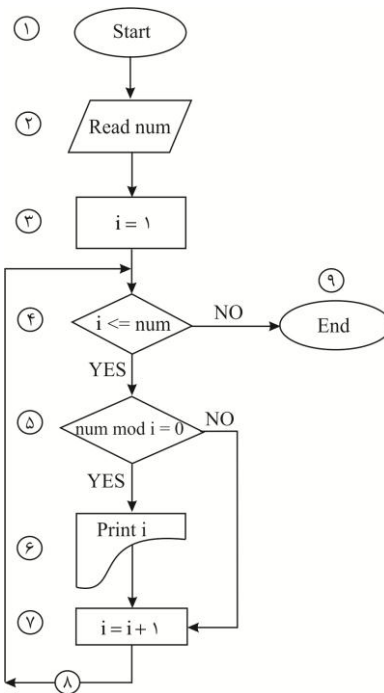 ۱ Start
۲ Read num
۳ i = ۱
۹
۴ i <= num NO End
YES
۵ num mod i = 0 NO
YES
۶ Print i
۷ i = i + ۱
۸